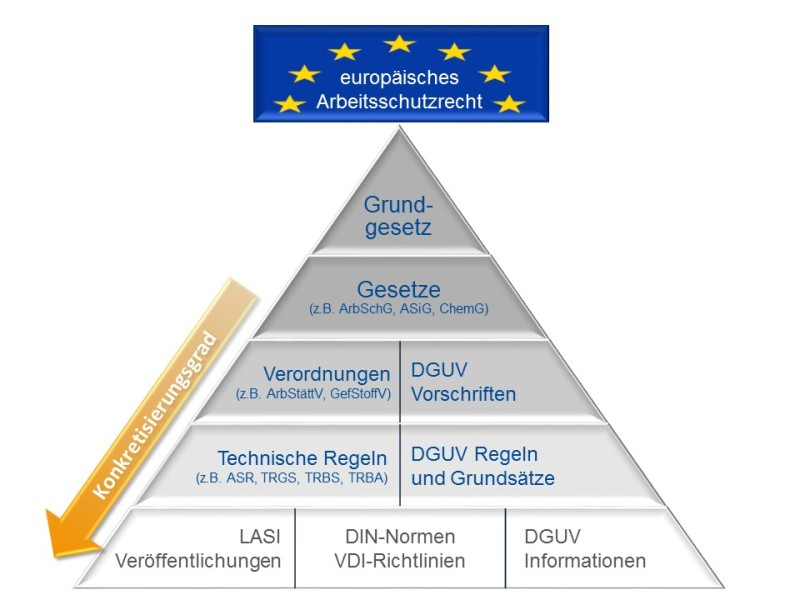 europäisches
Arbeitsschutzrecht
Grund-
gesetz
Gesetze
(z.B. ArbSchG, ASiG, ChemG)
Konkretisierungsgrad
Verordnungen
(z.B. ArbStättV, GefStoffV)
DGUV
Vorschriften
Technische Regeln
(z.B. ASR, TRGS, TRBS, TRBA)
DGUV Regeln
und Grundsätze
LASI
Veröffentlichungen
DIN-Normen
VDI-Richtlinien
DGUV
Informationen